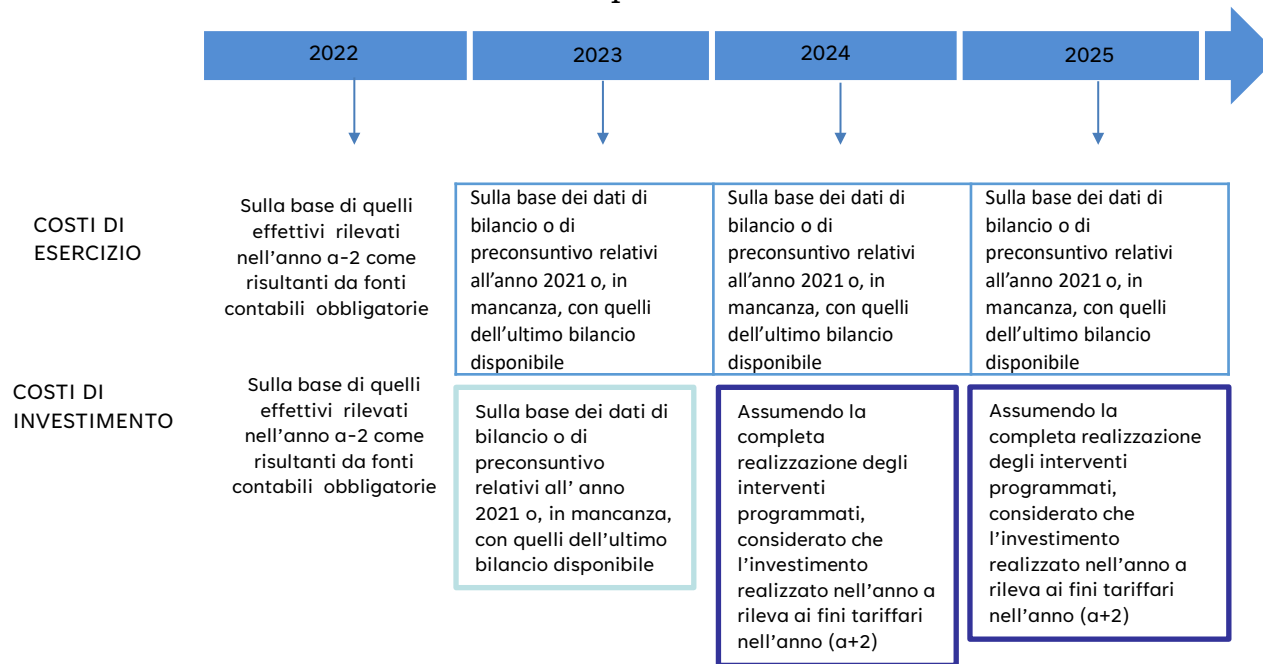 2022
2023
2024
2025
COSTI DI
ESERCIZIO
Sulla base di quelli
effettivi rilevati
nell'anno a-2 come
risultanti da fonti
contabili obbligatorie
Sulla base dei dati di
bilancio o di
preconsuntivo relativi
all'anno 2021 o, in
mancanza, con quelli
dell'ultimo bilancio
disponibile
Sulla base dei dati di
bilancio o di
preconsuntivo relativi
all'anno 2021 o, in
mancanza, con quelli
dell'ultimo bilancio
disponibile
Sulla base dei dati di
bilancio o di
preconsuntivo relativi
all'anno 2021 o, in
mancanza, con quelli
dell'ultimo bilancio
disponibile
COSTI DI
INVESTIMENTO
Sulla base di quelli
effettivi rilevati
nell'anno a-2 come
risultanti da fonti
contabili obbligatorie
Sulla base dei dati di
bilancio o di
preconsuntivo
relativi all' anno
2021 o, in mancanza,
con quelli dell'ultimo
bilancio disponibile
Assumendo la
completa
realizzazione degli
interventi
programmati,
considerato che
l'investimento
realizzato nell'anno a
rileva ai fini tariffari
nell'anno (a+2)
Assumendo la
completa realizzazione
degli interventi
programmati,
considerato che
l'investimento
realizzato nell'anno a
rileva ai fini tariffari
nell'anno (a+2)